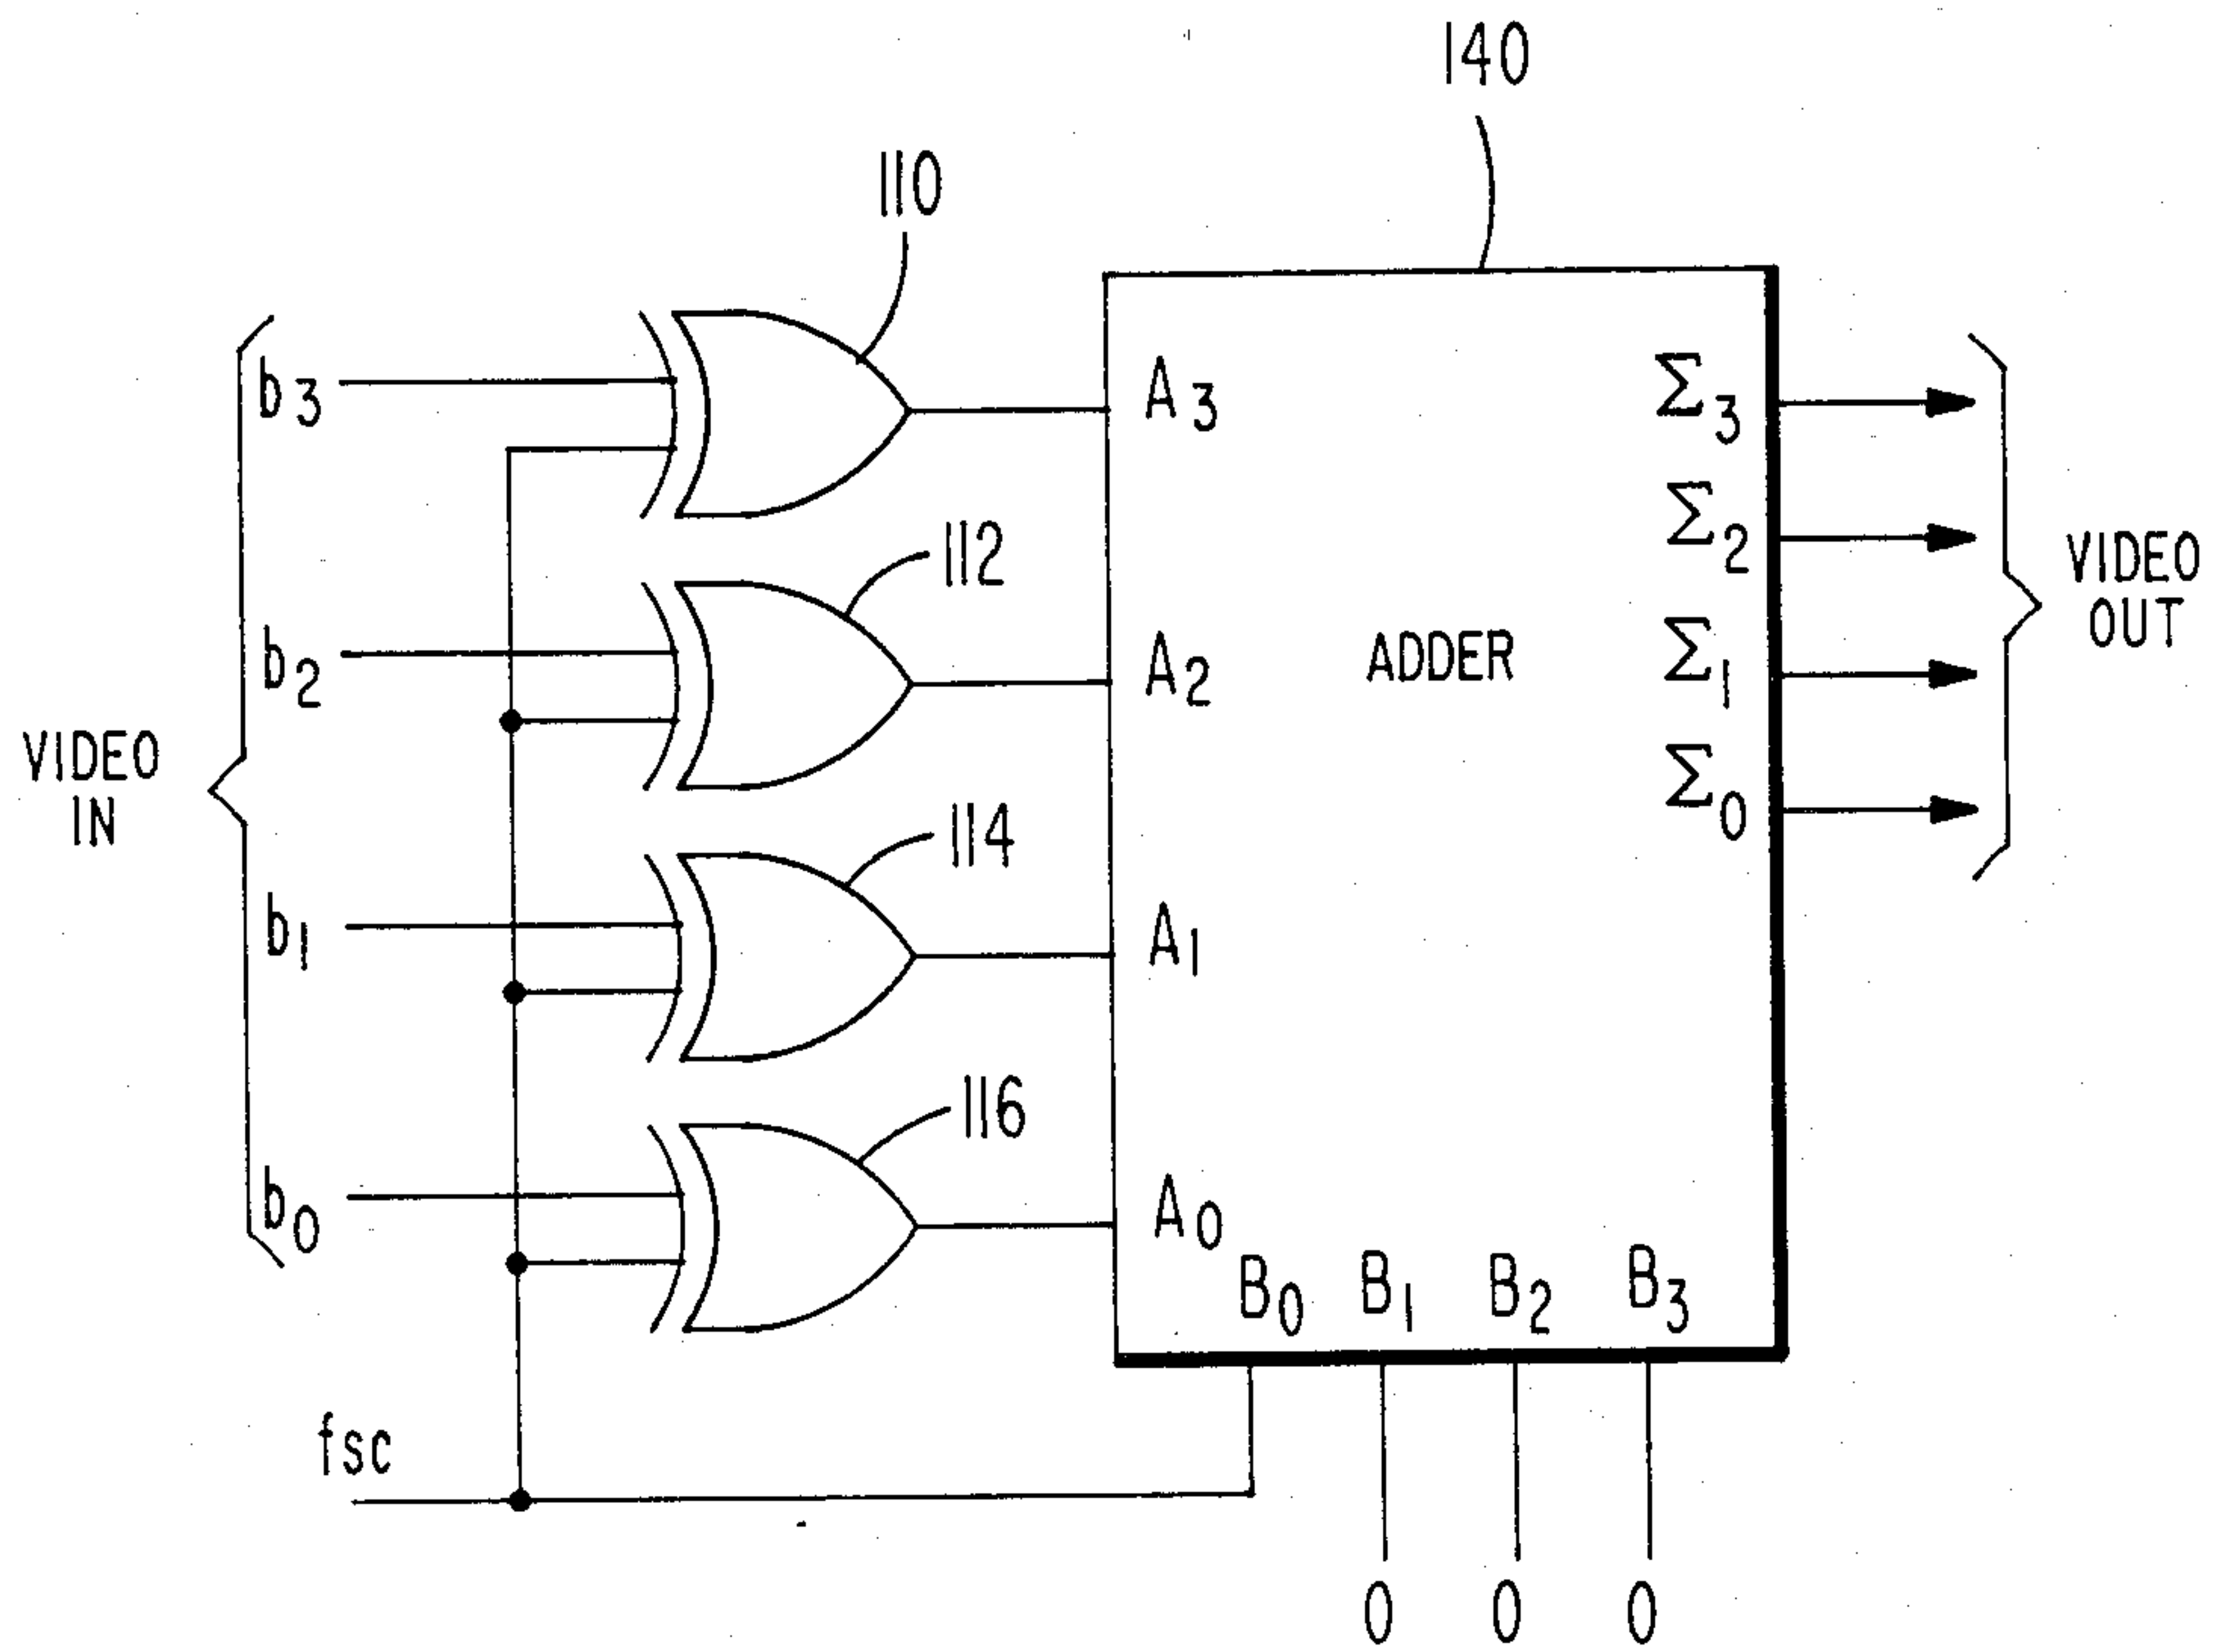 140
110
b3
A3
Σ3
112
Σ2
VIDEO
OUT
b2
A2
ADDER
Σ1
VIDEO
IN
Σ0
114
b1
A1
116
b0
A0
B0 B1 B2 B3
fsc
0 0 0